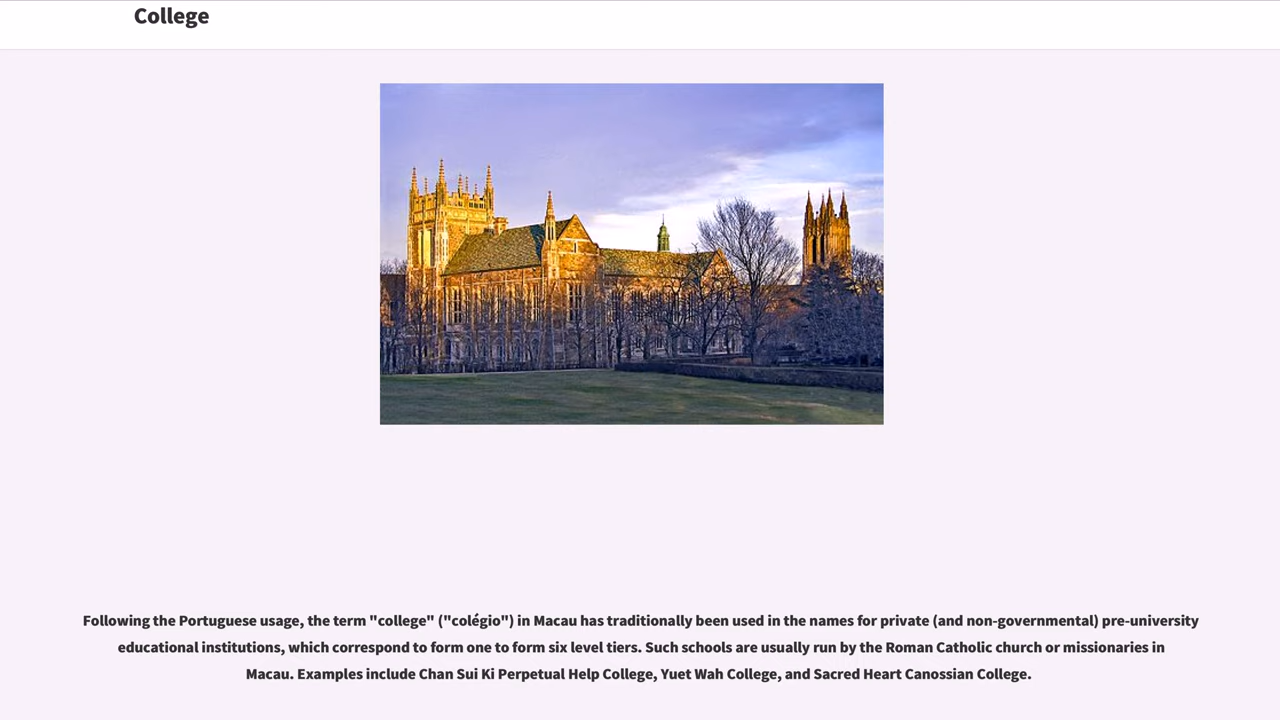 College
Following the Portuguese usage, the term "college" ("colégio") in Macau has traditionally been used in the names for private (and non-governmental) pre-university
educational institutions, which correspond to form one to form six level tiers. Such schools are usually run by the Roman Catholic church or missionaries in
Macau. Examples include Chan Sui Ki Perpetual Help College, Yuet Wah College, and Sacred Heart Canossian College.